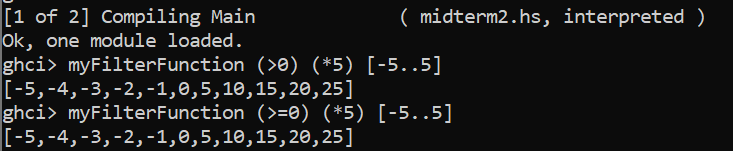 [1 of 2] Compiling Main             ( midterm2.hs, interpreted )
Ok, one module loaded.
ghci> myFilterFunction (>0) (*5) [-5..5]
[-5,-4,-3,-2,-1,0,5,10,15,20,25]
ghci> myFilterFunction (>=0) (*5) [-5..5]
[-5,-4,-3,-2,-1,0,5,10,15,20,25]